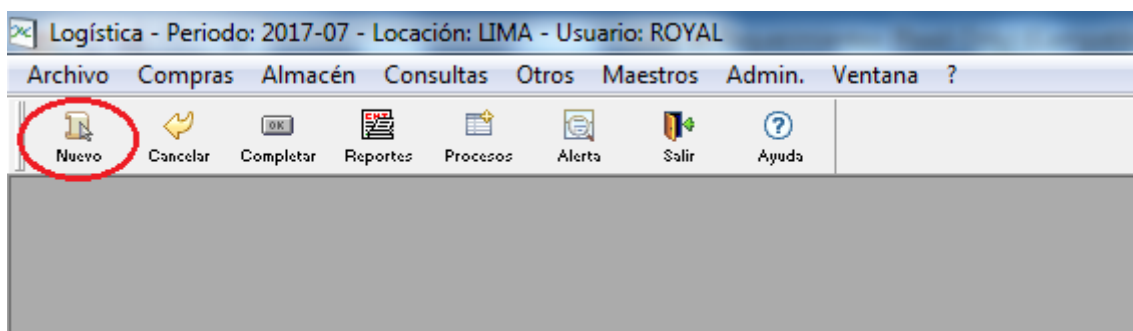 Logística - Periodo: 2017-07 - Locación: LIMA - Usuario: ROYAL
Archivo Compras Almacén Consultas Otros Maestros Admin. Ventana ?
Nuevo Cancelar Completar Reportes Procesos Alerta Salir Ayuda